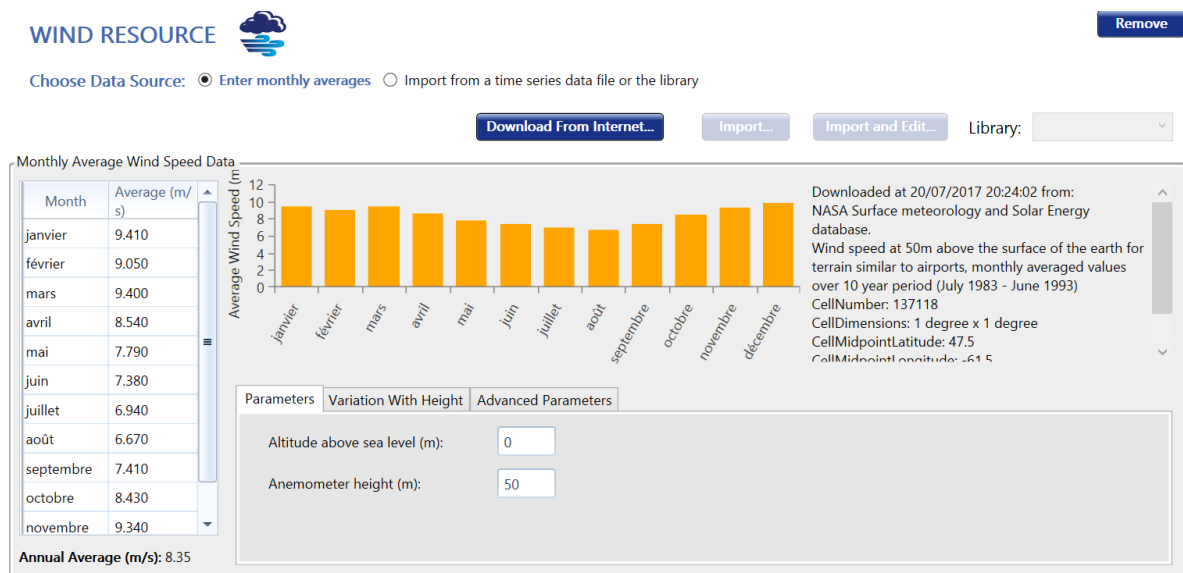 WIND RESOURCE
Remove
Choose Data Source: Enter monthly averages Import from a time series data file or the library
Download From Internet... Import... Import and Edit... Library:
Monthly Average Wind Speed Data
Month Average (m/
s)
janvier 9.410
février 9.050
mars 9.400
avril 8.540
mai 7.790
juin 7.380
juillet 6.940
août 6.670
septembre 7.410
octobre 8.430
novembre 9.340
Annual Average (m/s): 8.35
Average Wind Speed (m
12
10
8
6
4
2
0
janvier février mars avril mai juin juillet août septembre octobre novembre décembre
Downloaded at 20/07/2017 20:24:02 from:
NASA Surface meteorology and Solar Energy
database.
Wind speed at 50m above the surface of the earth for
terrain similar to airports, monthly averaged values
over 10 year period (July 1983 - June 1993)
CellNumber: 137118
CellDimensions: 1 degree x 1 degree
CellMidpointLatitude: 47.5
CellMidpointLongitude: -61.5
Parameters Variation With Height Advanced Parameters
Altitude above sea level (m): 0
Anemometer height (m): 50